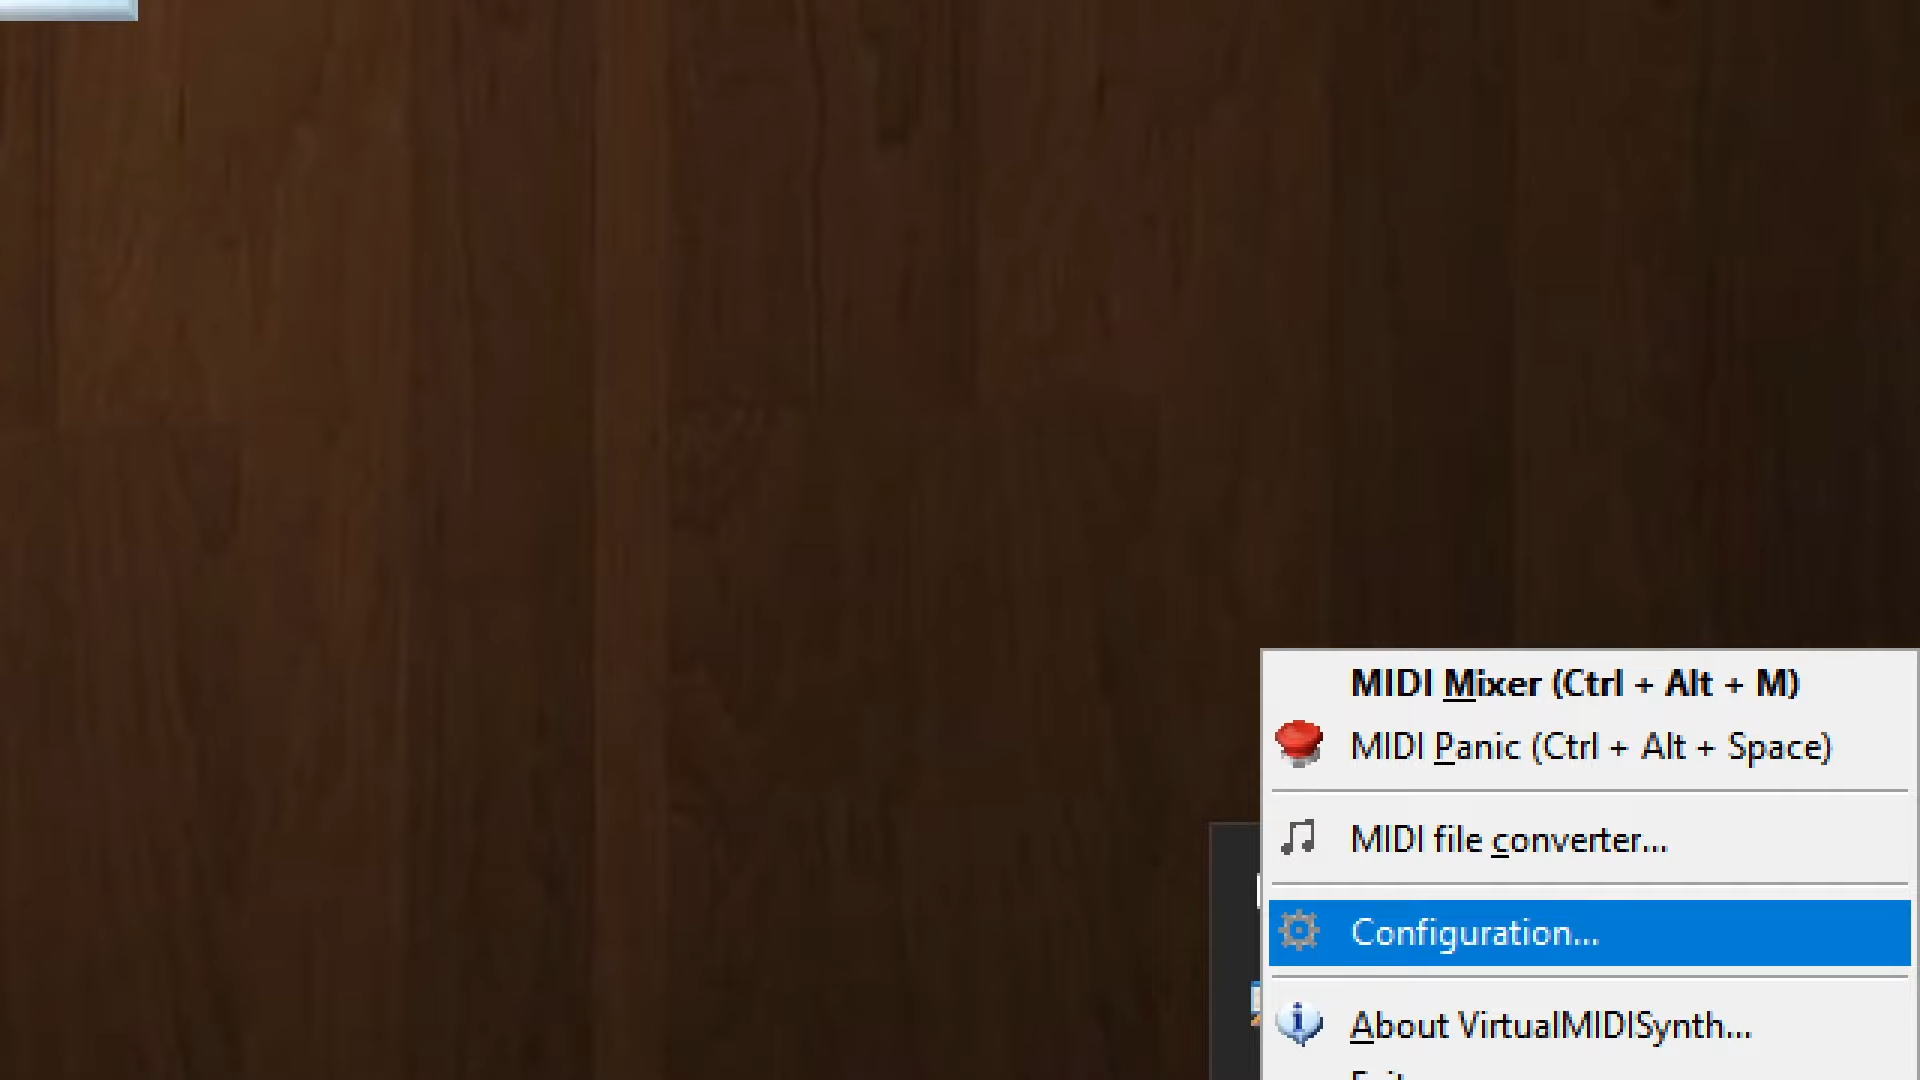 MIDI Mixer (Ctrl + Alt + M)
MIDI Panic (Ctrl + Alt + Space)
MIDI file converter...
Configuration...
About VirtualMIDISynth...